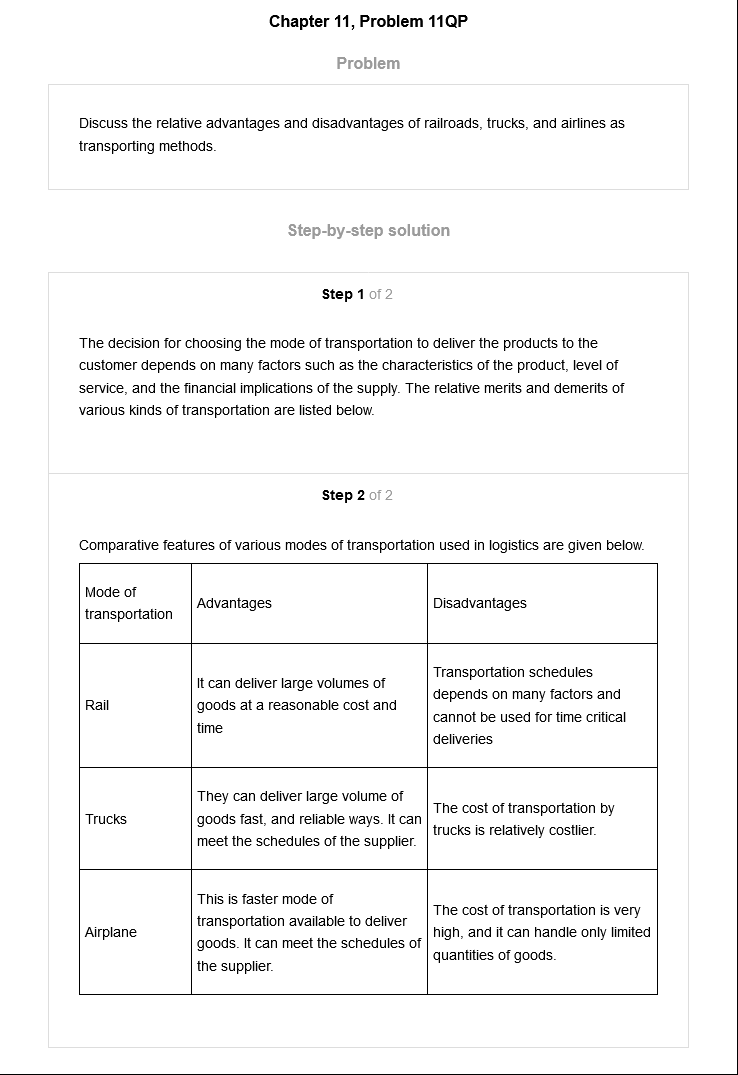 Chapter 11, Problem 11QP
Problem
Discuss the relative advantages and disadvantages of railroads, trucks, and airlines as
transporting methods.
Step-by-step solution
Step 1 of 2
The decision for choosing the mode of transportation to deliver the products to the
customer depends on many factors such as the characteristics of the product, level of
service, and the financial implications of the supply. The relative merits and demerits of
various kinds of transportation are listed below.
Step 2 of 2
Comparative features of various modes of transportation used in logistics are given below.
Mode of
transportation
Advantages
Disadvantages
Rail
It can deliver large volumes of
goods at a reasonable cost and
time
Transportation schedules
depends on many factors and
cannot be used for time critical
deliveries
Trucks
They can deliver large volume of
goods fast, and reliable ways. It can
meet the schedules of the supplier.
The cost of transportation by
trucks is relatively costlier.
Airplane
This is faster mode of
transportation available to deliver
goods. It can meet the schedules of
the supplier.
The cost of transportation is very
high, and it can handle only limited
quantities of goods.